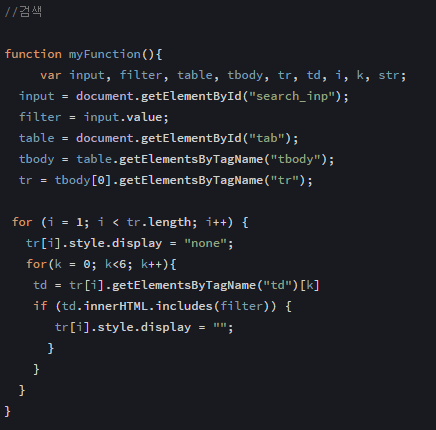 //검색
function myFunction(){
var input, filter, table, tbody, tr, td, i, k, str;
input = document.getElementById("search_inp");
filter = input.value;
table = document.getElementById("tab");
tbody = table.getElementsByTagName("tbody");
tr = tbody[0].getElementsByTagName("tr");
for (i = 1; i < tr.length; i++) {
tr[i].style.display = "none";
for(k = 0; k<6; k++){
td = tr[i].getElementsByTagName("td")[k]
if (td.innerHTML.includes(filter)) {
tr[i].style.display = "";
}
}
}
}